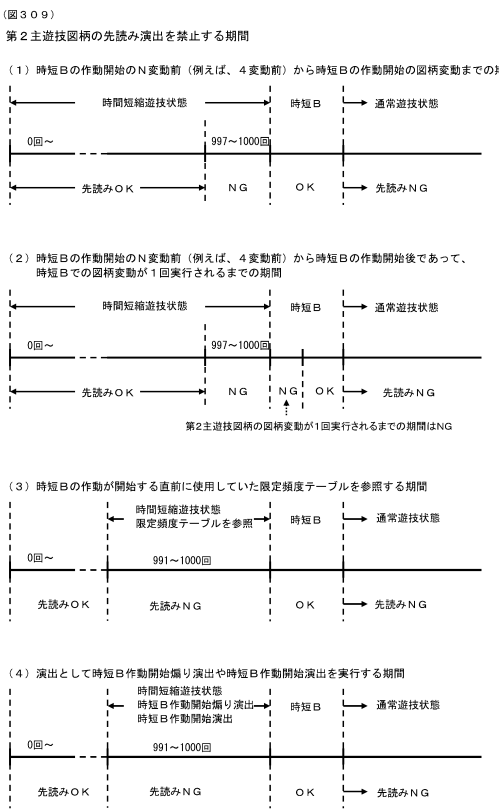 (図309)
第2主遊技図柄の先読み演出を禁止する期間
(1)時短Bの作動開始のN変動前(例えば、4変動前)から時短Bの作動開始の図柄変動までの
時間短縮遊技状態 時短B 通常遊技状態
0回～ 997～1000回
先読みOK NG OK 先読みNG
(2)時短Bの作動開始のN変動前(例えば、4変動前)から時短Bの作動開始後であって、
時短Bでの図柄変動が1回実行されるまでの期間
時間短縮遊技状態 時短B 通常遊技状態
0回～ 997～1000回
先読みOK NG NG OK 先読みNG
第2主遊技図柄の図柄変動が1回実行されるまでの期間はNG
(3)時短Bの作動が開始する直前に使用していた限定頻度テーブルを参照する期間
時間短縮遊技状態
限定頻度テーブルを参照 時短B 通常遊技状態
0回～ 991～1000回
先読みOK 先読みNG OK 先読みNG
(4)演出として時短B作動開始煽り演出や時短B作動開始演出を実行する期間
時間短縮遊技状態
時短B作動開始煽り演出 時短B 通常遊技状態
時短B作動開始演出
0回～ 991～1000回
先読みOK 先読みNG OK 先読みNG